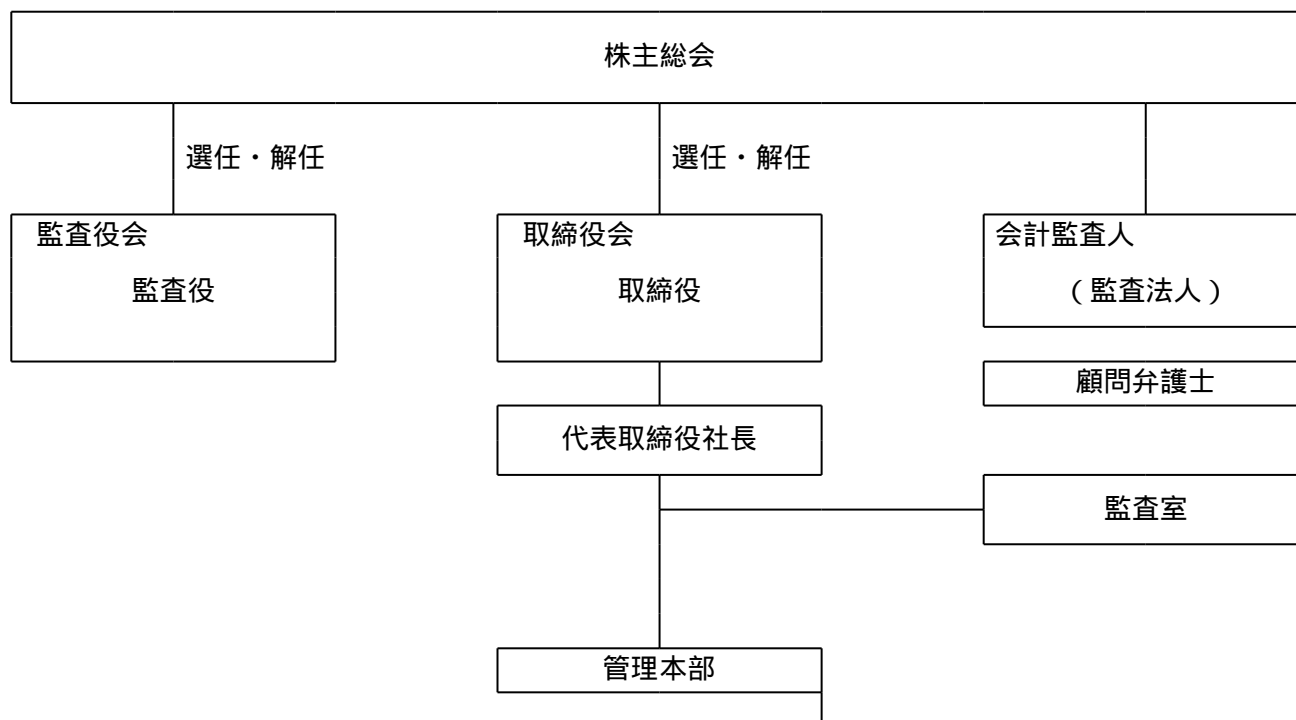 株主総会
選任・解任
選任・解任
監査役会
取締役会
会計監査人
監査役
取締役
(監査法人)
顧問弁護士
代表取締役社長
監査室
管理本部